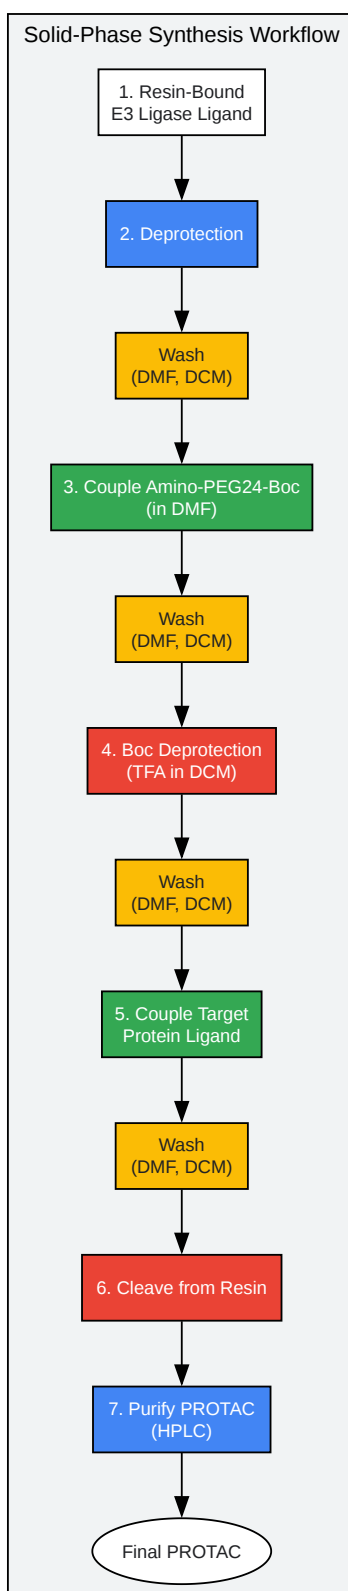 Solid-Phase Synthesis Workflow
1. Resin-Bound
E3 Ligase Ligand
2. Deprotection
Wash
(DMF, DCM)
3. Couple Amino-PEG24-Boc
(in DMF)
Wash
(DMF, DCM)
4. Boc Deprotection
(TFA in DCM)
Wash
(DMF, DCM)
5. Couple Target
Protein Ligand
Wash
(DMF, DCM)
6. Cleave from Resin
7. Purify PROTAC
(HPLC)
Final PROTAC